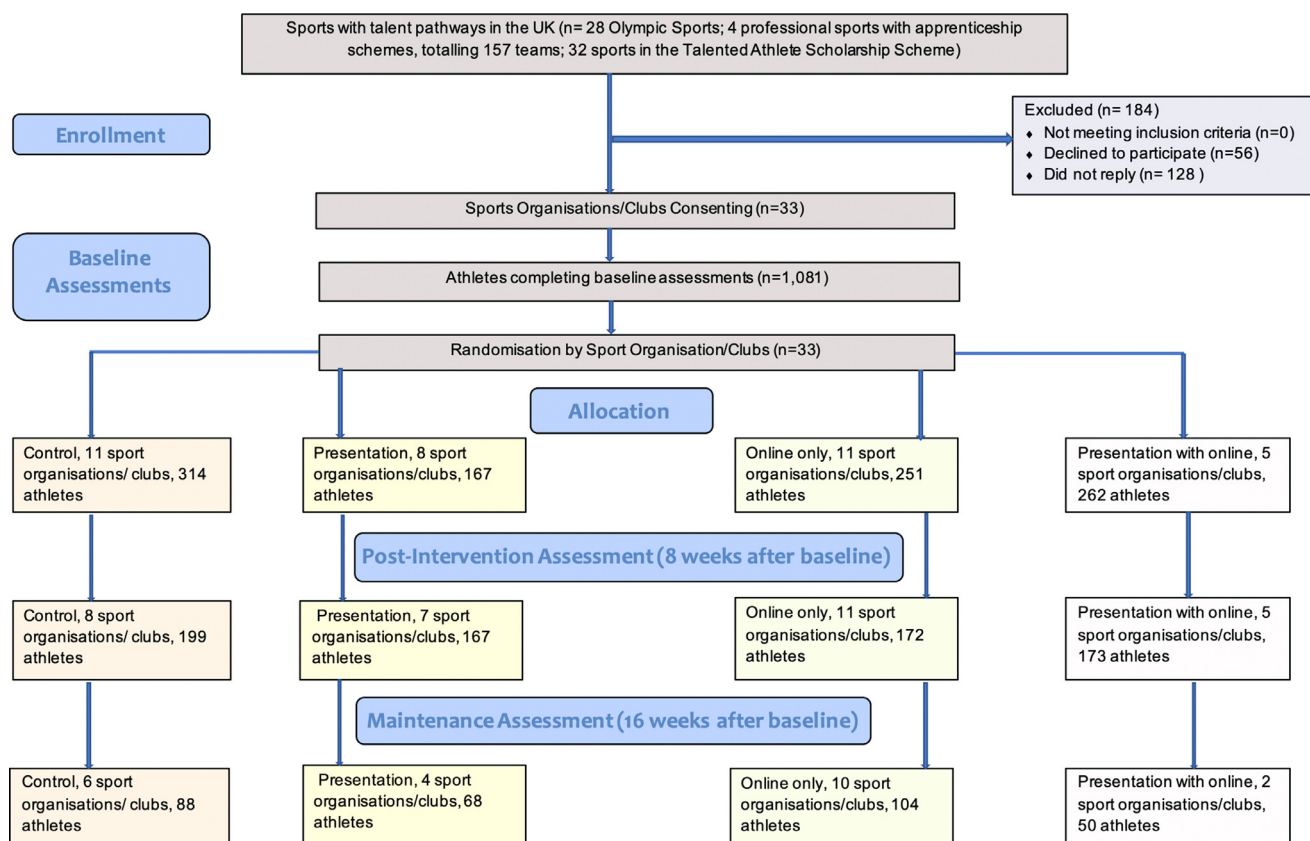 Sports with talent pathways in the UK (n= 28 Olympic Sports; 4 professional sports with apprenticeship
schemes, totalling 157 teams; 32 sports in the Talented Athlete Scholarship Scheme)
Enrollment
Excluded (n= 184)
♦ Not meeting inclusion criteria (n=0)
♦ Declined to participate (n=56)
♦ Did not reply (n= 128 )
Sports Organisations/Clubs Consenting (n=33)
Baseline
Assessments
Athletes completing baseline assessments (n=1,081)
Randomisation by Sport Organisation/Clubs (n=33)
Allocation
Control, 11 sport
organisations/ clubs, 314
athletes
Presentation, 8 sport
organisations/clubs, 167
athletes
Online only, 11 sport
organisations/clubs, 251
athletes
Presentation with online, 5
sport organisations/clubs,
262 athletes
Post-Intervention Assessment (8 weeks after baseline)
Control, 8 sport
organisations/ clubs, 199
athletes
Presentation, 7 sport
organisations/clubs, 167
athletes
Online only, 11 sport
organisations/clubs, 172
athletes
Presentation with online, 5
sport organisations/clubs,
173 athletes
Maintenance Assessment (16 weeks after baseline)
Control, 6 sport
organisations/ clubs, 88
athletes
Presentation, 4 sport
organisations/clubs, 68
athletes
Online only, 10 sport
organisations/clubs, 104
athletes
Presentation with online, 2
sport organisations/clubs,
50 athletes